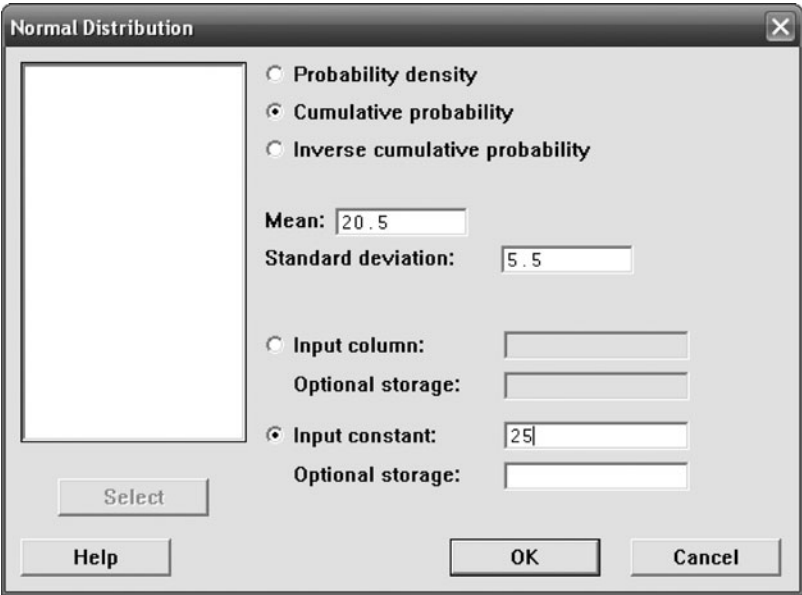 Normal Distribution
Probability density
Cumulative probability
Inverse cumulative probability
Mean: 20.5
Standard deviation: 5.5
Input column:
Optional storage:
Input constant: 25
Optional storage:
Select
Help OK Cancel